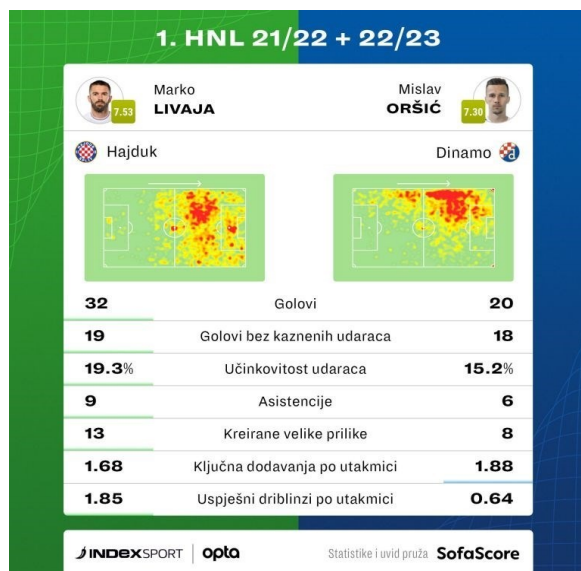 1. HNL 21/22 + 22/23
Marko
LIVAJA
7.53
Mislav
ORŠIĆ
7.30
Hajduk
Dinamo
32 Golovi 20
19 Golovi bez kaznenih udaraca 18
19.3% Učinkovitost udaraca 15.2%
9 Asistencije 6
13 Kreirane velike prilike 8
1.68 Ključna dodavanja po utakmici 1.88
1.85 Uspješni driblinzi po utakmici 0.64
INDEXSPORT | opta Statistike i uvid pruža SofaScore